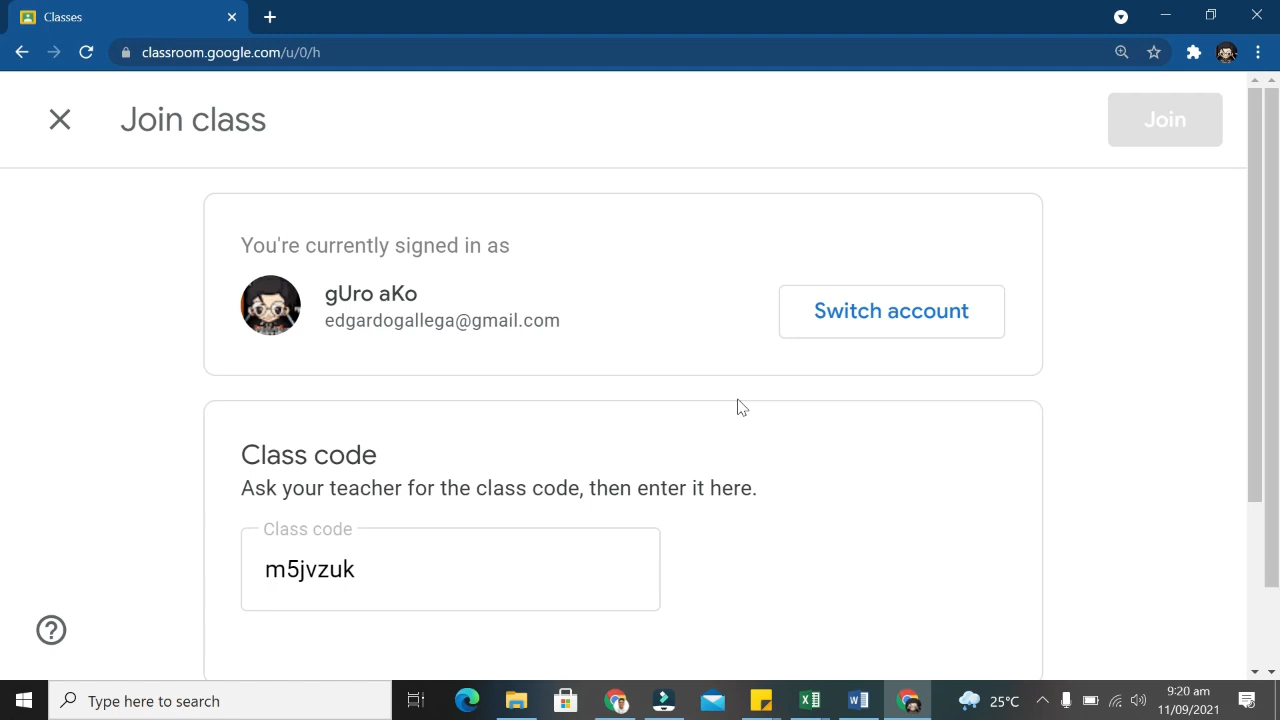 Classes
classroom.google.com/u/0/h
Join class
Join
You're currently signed in as
gUro aKo
edgardogallega@gmail.com
Switch account
Class code
Ask your teacher for the class code, then enter it here.
Class code
m5jvzuk
Type here to search
25°C
9:20 am
11/09/2021